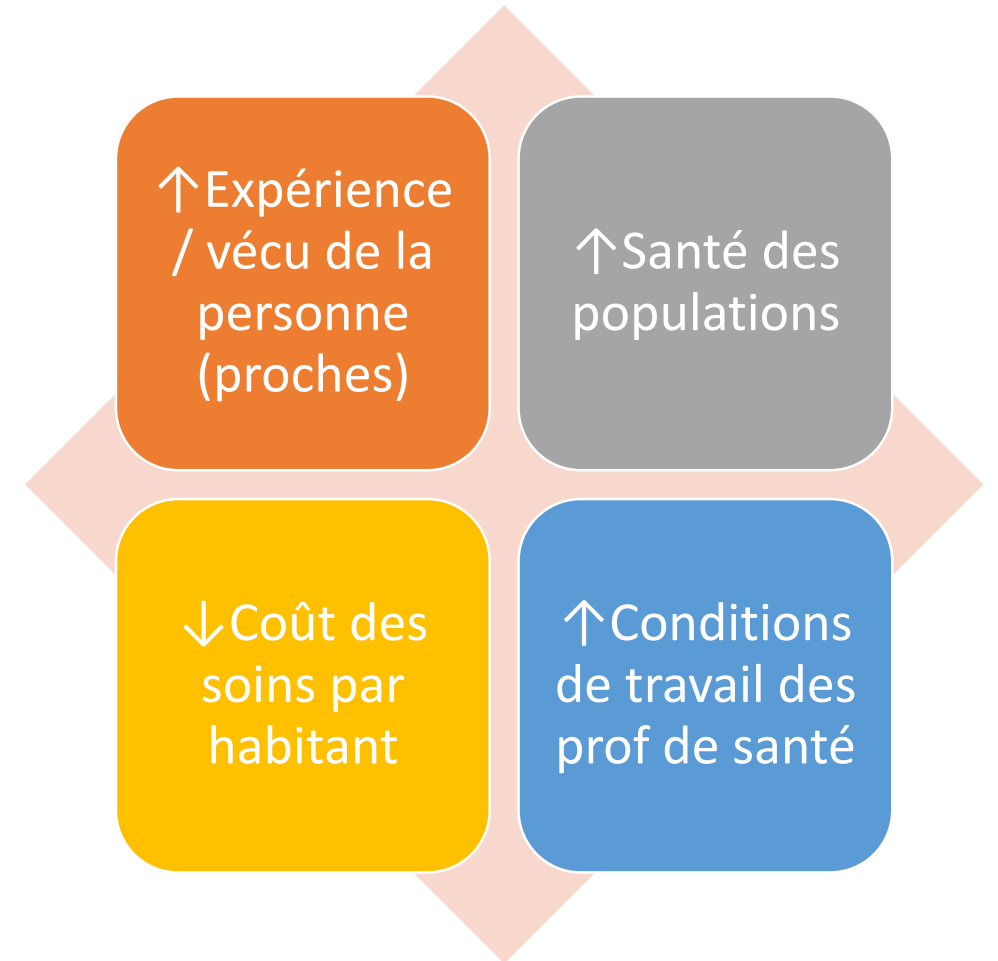 ↑Expérience
/ vécu de la
personne
(proches)
↑Santé des
populations
↓Coût des
soins par
habitant
↑Conditions
de travail des
prof de santé